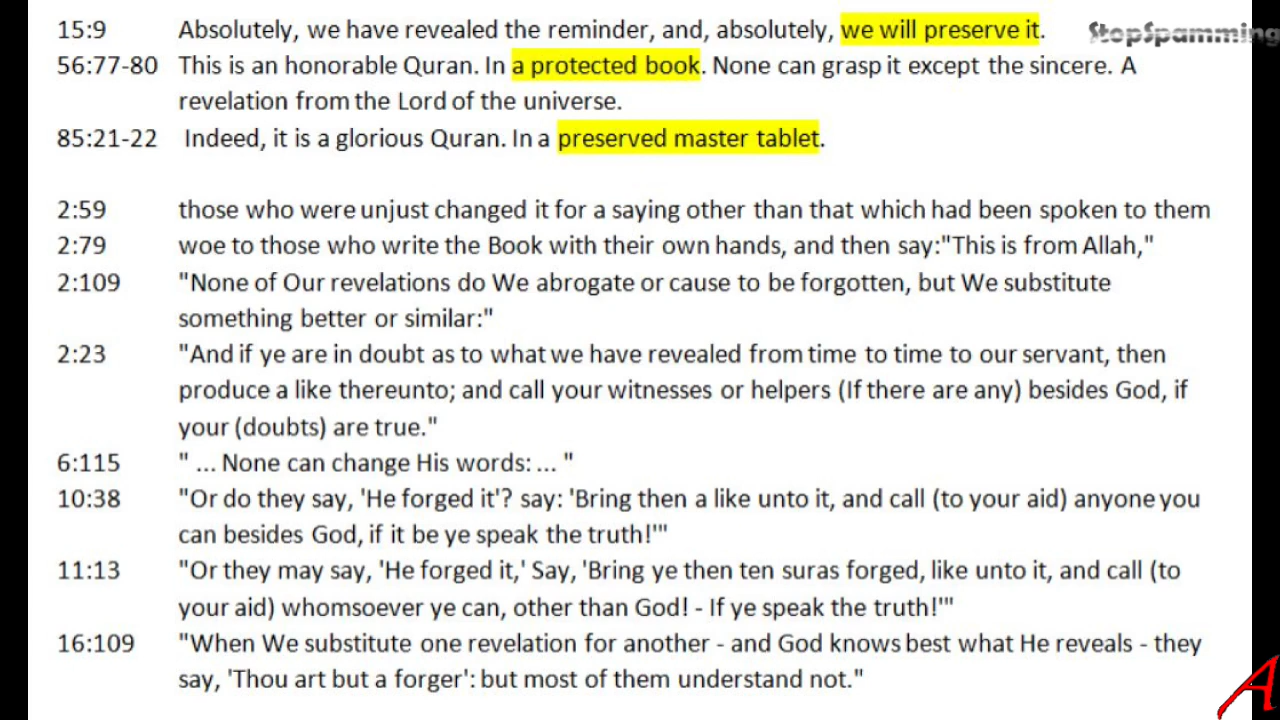 15:9 Absolutely, we have revealed the reminder, and, absolutely, we will preserve it.
StopSpamming
56:77-80 This is an honorable Quran. In a protected book. None can grasp it except the sincere. A
revelation from the Lord of the universe.
85:21-22 Indeed, it is a glorious Quran. In a preserved master tablet.
2:59 those who were unjust changed it for a saying other than that which had been spoken to them
2:79 woe to those who write the Book with their own hands, and then say:"This is from Allah,"
2:109 "None of Our revelations do We abrogate or cause to be forgotten, but We substitute
something better or similar:"
2:23 "And if ye are in doubt as to what we have revealed from time to time to our servant, then
produce a like thereunto; and call your witnesses or helpers (If there are any) besides God, if
your (doubts) are true."
6:115 " ... None can change His words: ... "
10:38 "Or do they say, 'He forged it'? say: 'Bring then a like unto it, and call (to your aid) anyone you
can besides God, if it be ye speak the truth!'"
11:13 "Or they may say, 'He forged it,' Say, 'Bring ye then ten suras forged, like unto it, and call (to
your aid) whomsoever ye can, other than God! - If ye speak the truth!'"
16:109 "When We substitute one revelation for another - and God knows best what He reveals - they
say, 'Thou art but a forger': but most of them understand not."
A